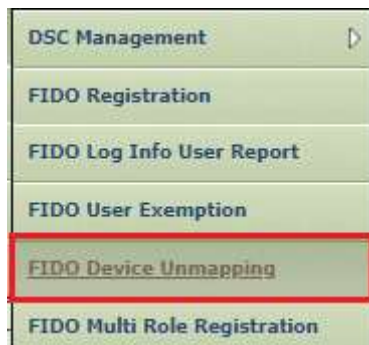 DSC Management
FIDO Registration
FIDO Log Info User Report
FIDO User Exemption
FIDO Device Unmapping
FIDO Multi Role Registration